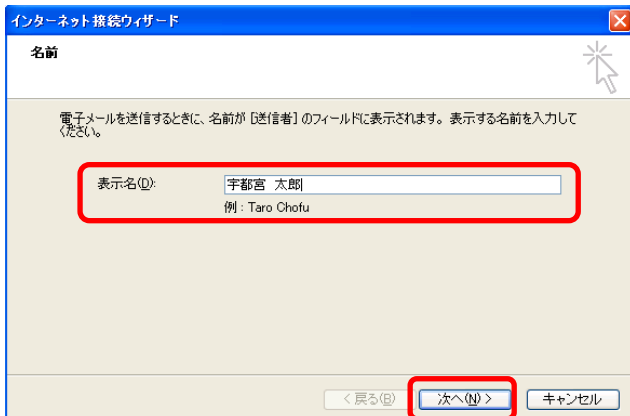 インターネット接続ウィザード
名前
電子メールを送信するときに、名前が [送信者] のフィールドに表示されます。表示する名前を入力して
ください。
表示名(D): 宇都宮 太郎
例 : Taro Chofu
< 戻る(B) 次へ(N) > キャンセル